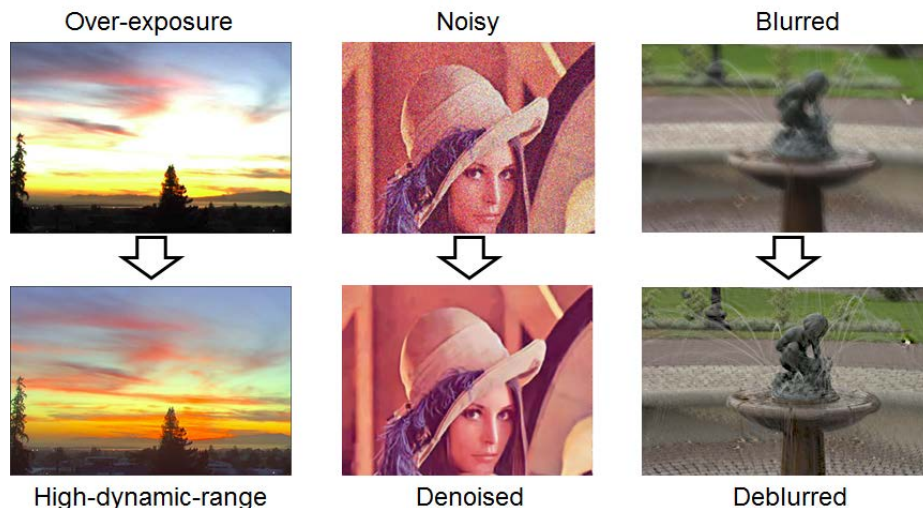 Over-exposure
Noisy
Blurred
High-dynamic-range
Denoised
Deblurred